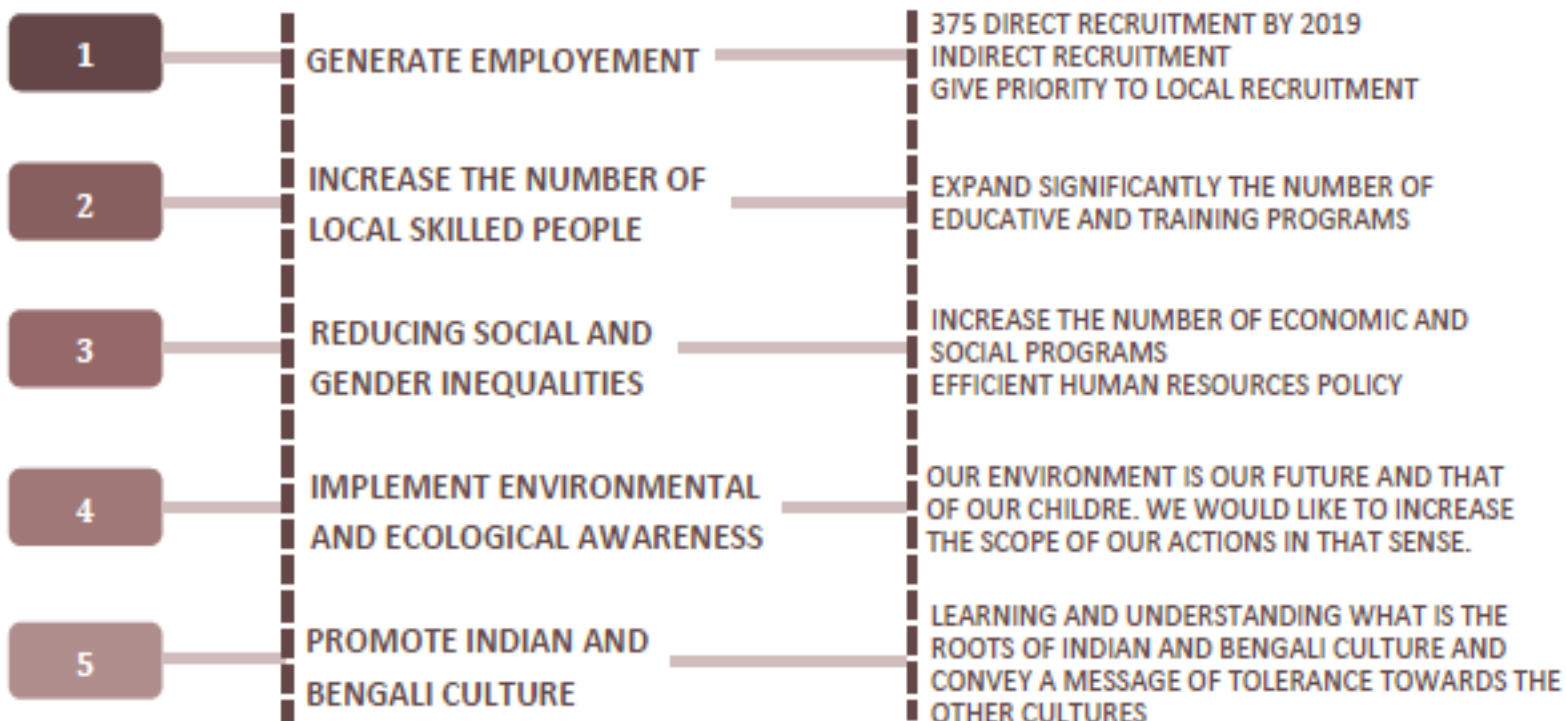 1
GENERATE EMPLOYEMENT
375 DIRECT RECRUITMENT BY 2019
INDIRECT RECRUITMENT
GIVE PRIORITY TO LOCAL RECRUITMENT
2
INCREASE THE NUMBER OF
LOCAL SKILLED PEOPLE
EXPAND SIGNIFICANTLY THE NUMBER OF
EDUCATIVE AND TRAINING PROGRAMS
3
REDUCING SOCIAL AND
GENDER INEQUALITIES
INCREASE THE NUMBER OF ECONOMIC AND
SOCIAL PROGRAMS
EFFICIENT HUMAN RESOURCES POLICY
4
IMPLEMENT ENVIRONMENTAL
AND ECOLOGICAL AWARENESS
OUR ENVIRONMENT IS OUR FUTURE AND THAT
OF OUR CHILDRE. WE WOULD LIKE TO INCREASE
THE SCOPE OF OUR ACTIONS IN THAT SENSE.
5
PROMOTE INDIAN AND
BENGALI CULTURE
LEARNING AND UNDERSTANDING WHAT IS THE
ROOTS OF INDIAN AND BENGALI CULTURE AND
CONVEY A MESSAGE OF TOLERANCE TOWARDS THE
OTHER CULTURES